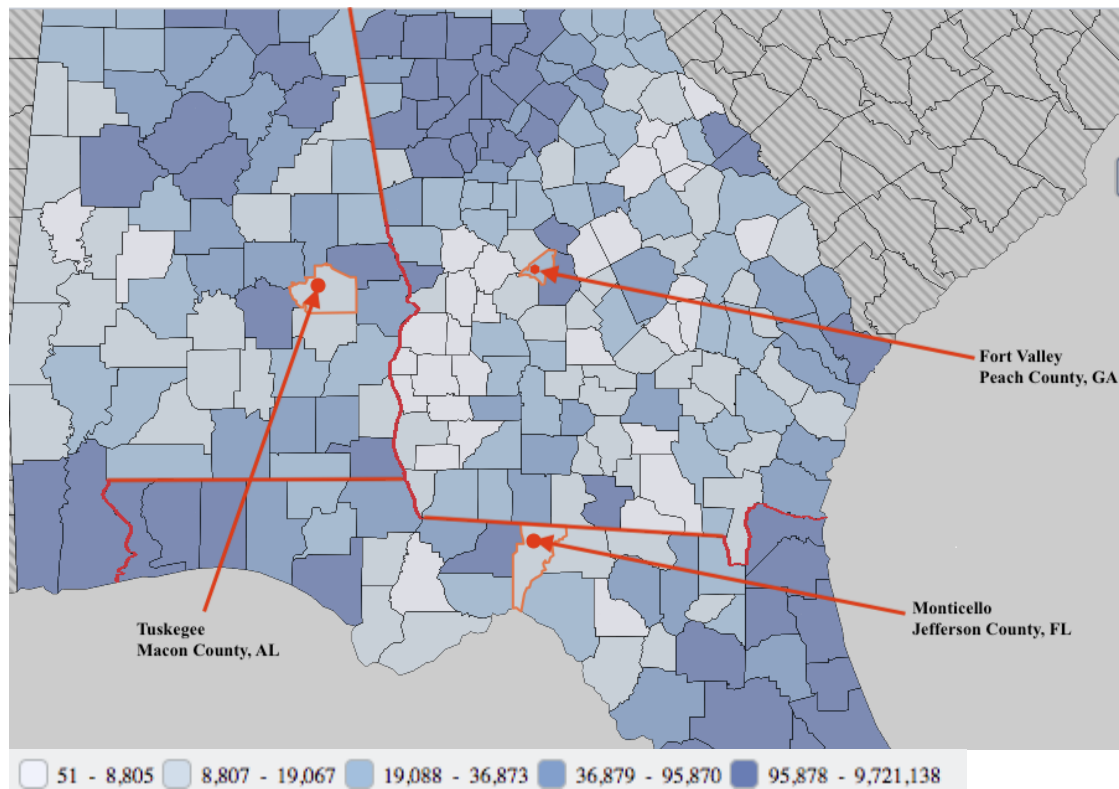 Fort Valley
Peach County, GA
Monticello
Jefferson County, FL
Tuskegee
Macon County, AL
51 - 8,805 8,807 - 19,067 19,088 - 36,873 36,879 - 95,870 95,878 - 9,721,138